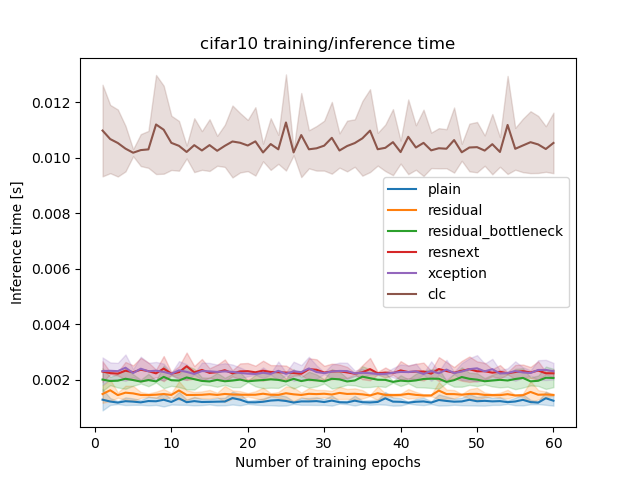 cifar10 training/inference time
Inference time [s]
0.012
0.010
0.008
0.006
0.004
0.002
plain
residual
residual_bottleneck
resnext
xception
clc
0 10 20 30 40 50 60
Number of training epochs